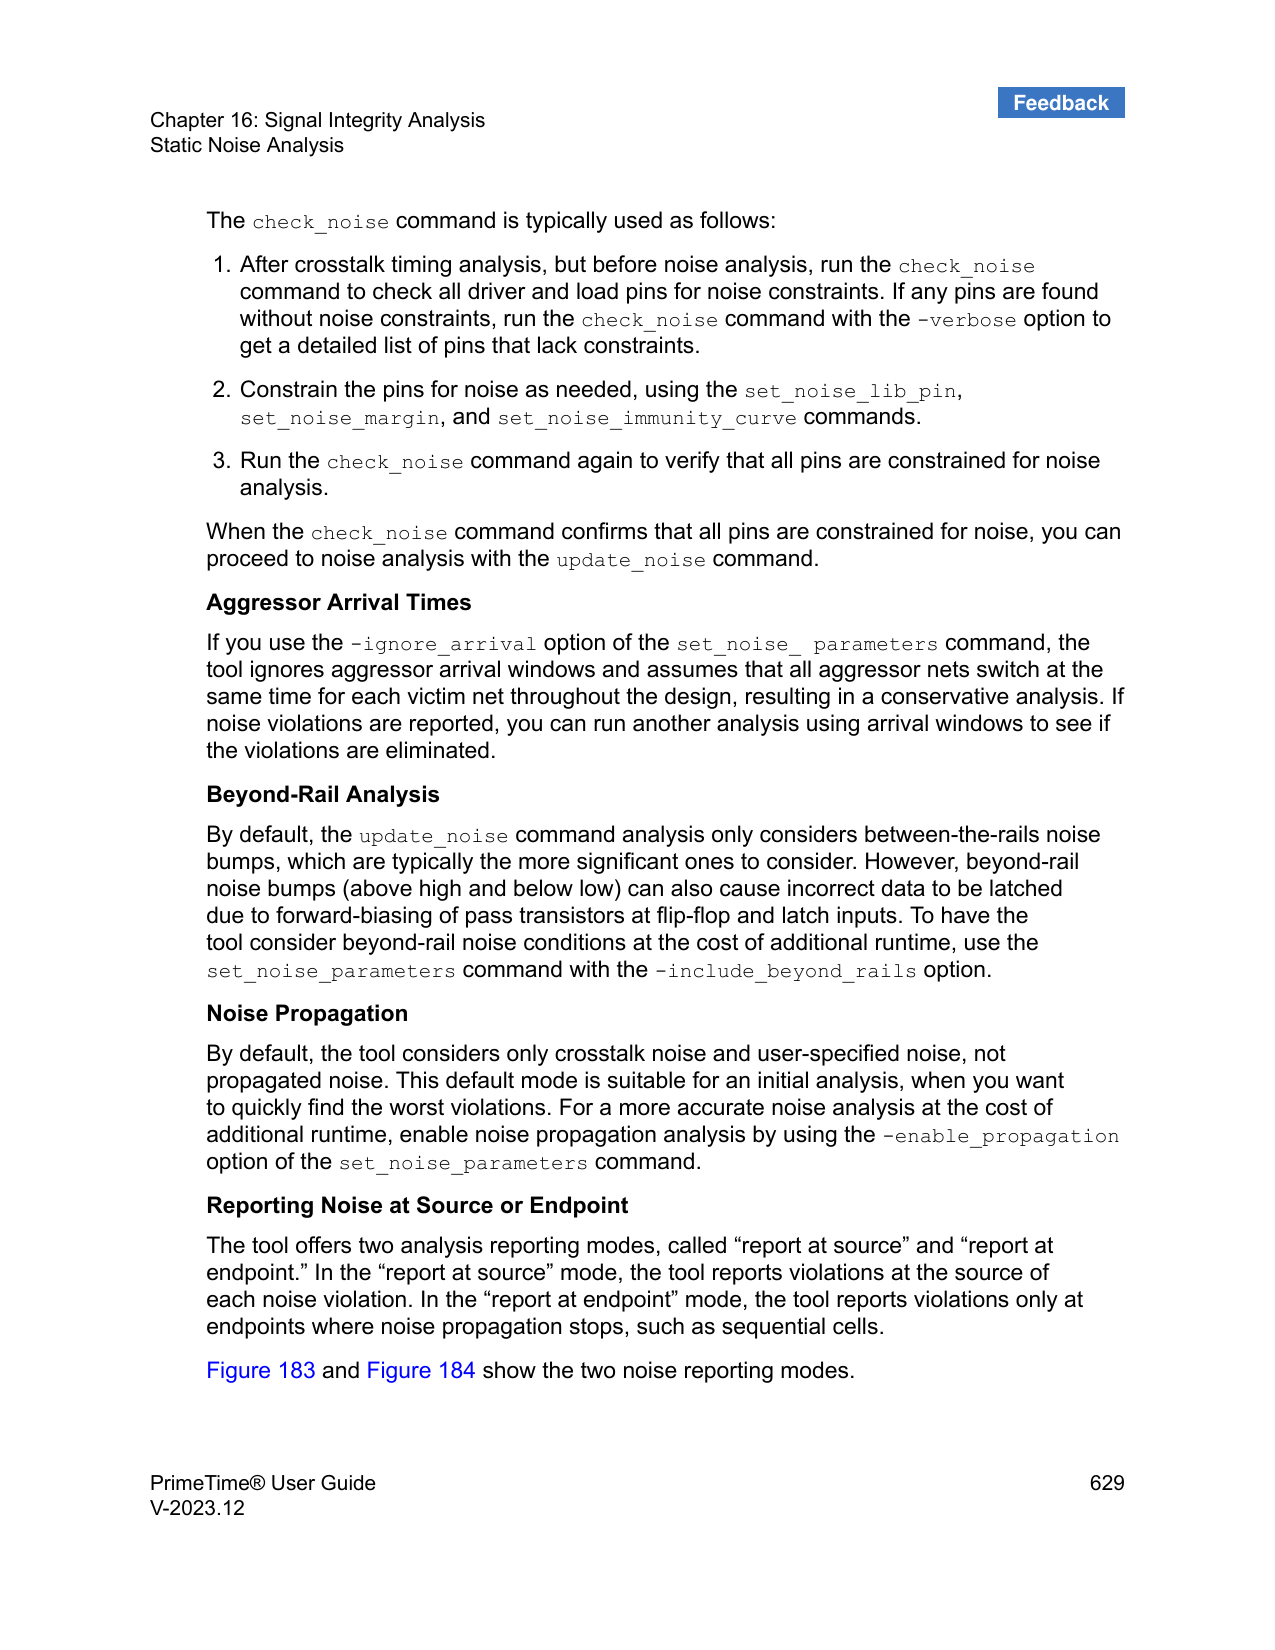 Feedback
Chapter 16: Signal Integrity Analysis
Static Noise Analysis
The check_noise command is typically used as follows:
1. After crosstalk timing analysis, but before noise analysis, run the check_noise
command to check all driver and load pins for noise constraints. If any pins are found
without noise constraints, run the check_noise command with the -verbose option to
get a detailed list of pins that lack constraints.
2. Constrain the pins for noise as needed, using the set_noise_lib_pin,
set_noise_margin, and set_noise_immunity_curve commands.
3. Run the check_noise command again to verify that all pins are constrained for noise
analysis.
When the check_noise command confirms that all pins are constrained for noise, you can
proceed to noise analysis with the update_noise command.
Aggressor Arrival Times
If you use the -ignore_arrival option of the set_noise_ parameters command, the
tool ignores aggressor arrival windows and assumes that all aggressor nets switch at the
same time for each victim net throughout the design, resulting in a conservative analysis. If
noise violations are reported, you can run another analysis using arrival windows to see if
the violations are eliminated.
Beyond-Rail Analysis
By default, the update_noise command analysis only considers between-the-rails noise
bumps, which are typically the more significant ones to consider. However, beyond-rail
noise bumps (above high and below low) can also cause incorrect data to be latched
due to forward-biasing of pass transistors at flip-flop and latch inputs. To have the
tool consider beyond-rail noise conditions at the cost of additional runtime, use the
set_noise_parameters command with the -include_beyond_rails option.
Noise Propagation
By default, the tool considers only crosstalk noise and user-specified noise, not
propagated noise. This default mode is suitable for an initial analysis, when you want
to quickly find the worst violations. For a more accurate noise analysis at the cost of
additional runtime, enable noise propagation analysis by using the -enable_propagation
option of the set_noise_parameters command.
Reporting Noise at Source or Endpoint
The tool offers two analysis reporting modes, called “report at source” and “report at
endpoint.” In the “report at source” mode, the tool reports violations at the source of
each noise violation. In the “report at endpoint” mode, the tool reports violations only at
endpoints where noise propagation stops, such as sequential cells.
Figure 183 and Figure 184 show the two noise reporting modes.
PrimeTime® User Guide 629
V-2023.12